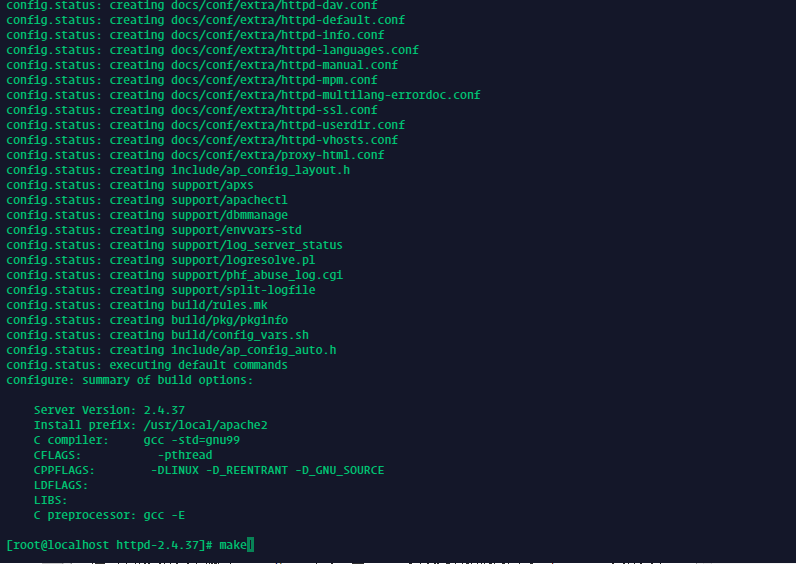 config.status: creating docs/conf/extra/httpd-dav.conf
config.status: creating docs/conf/extra/httpd-default.conf
config.status: creating docs/conf/extra/httpd-info.conf
config.status: creating docs/conf/extra/httpd-languages.conf
config.status: creating docs/conf/extra/httpd-manual.conf
config.status: creating docs/conf/extra/httpd-mpm.conf
config.status: creating docs/conf/extra/httpd-multilang-errordoc.conf
config.status: creating docs/conf/extra/httpd-ssl.conf
config.status: creating docs/conf/extra/httpd-userdir.conf
config.status: creating docs/conf/extra/httpd-vhosts.conf
config.status: creating docs/conf/extra/proxy-html.conf
config.status: creating include/ap_config_layout.h
config.status: creating support/apxs
config.status: creating support/apachectl
config.status: creating support/dbmmanage
config.status: creating support/envvars-std
config.status: creating support/log_server_status
config.status: creating support/logresolve.pl
config.status: creating support/phf_abuse_log.cgi
config.status: creating support/split-logfile
config.status: creating build/rules.mk
config.status: creating build/pkg/pkginfo
config.status: creating build/config_vars.sh
config.status: creating include/ap_config_auto.h
config.status: executing default commands
configure: summary of build options:
Server Version: 2.4.37
Install prefix: /usr/local/apache2
C compiler: gcc -std=gnu99
CFLAGS: -pthread
CPPFLAGS: -DLINUX -D_REENTRANT -D_GNU_SOURCE
LDFLAGS:
LIBS:
C preprocessor: gcc -E
[root@localhost httpd-2.4.37]# make